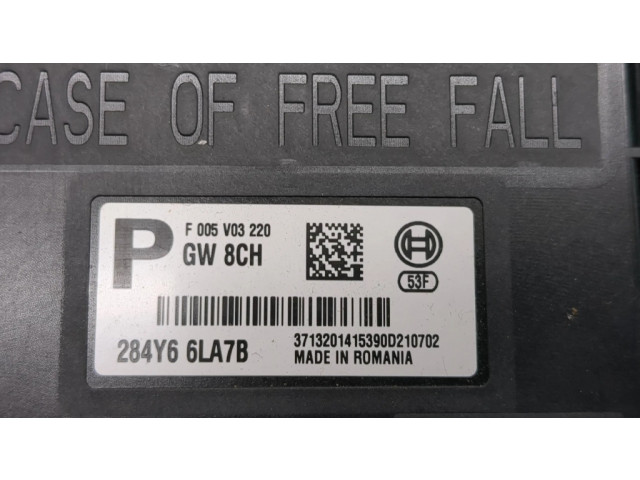 CASE OF FREE FALL
P
F 005 V03 220
GW 8CH
53F
284Y6 6LA7B
3713201415390D210702
MADE IN ROMANIA